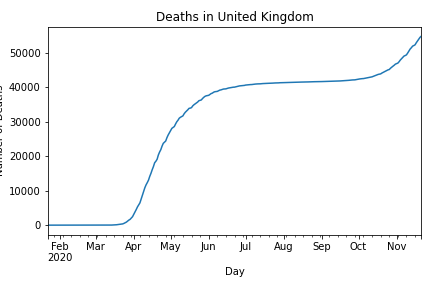 Deaths in United Kingdom
Number of Deaths
50000
40000
30000
20000
10000
0
Feb Mar Apr May Jun Jul Aug Sep Oct Nov
2020
Day